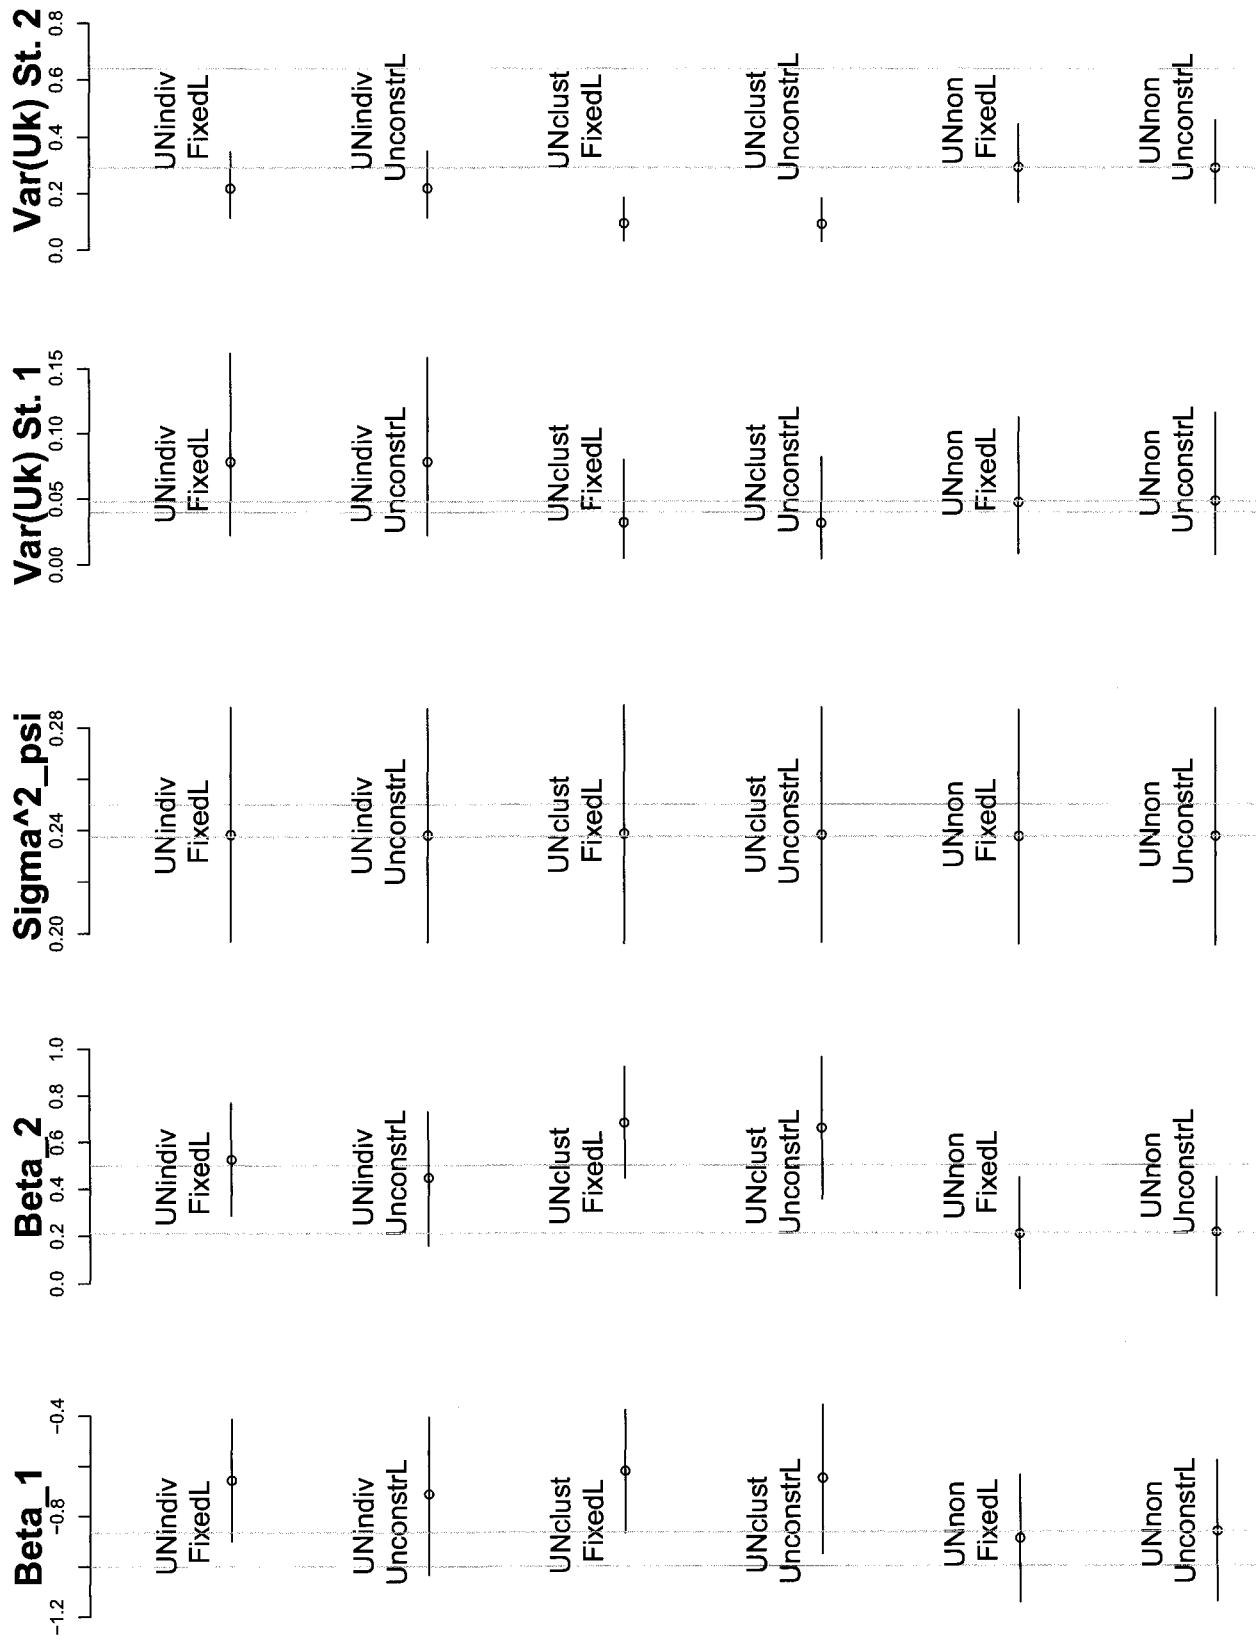 Beta_1
−1.2
−0.8
−0.4
UNindiv
FixedL
UNindiv
UnconstrL
UNclust
FixedL
UNclust
UnconstrL
UNnon
FixedL
UNnon
UnconstrL
Beta_2
0.0
0.2
0.4
0.6
0.8
1.0
UNindiv
FixedL
UNindiv
UnconstrL
UNclust
FixedL
UNclust
UnconstrL
UNnon
FixedL
UNnon
UnconstrL
Sigma^2_psi
0.20
0.24
0.28
UNindiv
FixedL
UNindiv
UnconstrL
UNclust
FixedL
UNclust
UnconstrL
UNnon
FixedL
UNnon
UnconstrL
Var(Uk) St. 1
0.00
0.05
0.10
0.15
UNindiv
FixedL
UNindiv
UnconstrL
UNclust
FixedL
UNclust
UnconstrL
UNnon
FixedL
UNnon
UnconstrL
Var(Uk) St. 2
0.0
0.2
0.4
0.6
0.8
UNindiv
FixedL
UNindiv
UnconstrL
UNclust
FixedL
UNclust
UnconstrL
UNnon
FixedL
UNnon
UnconstrL